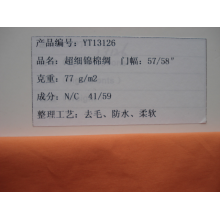 产品编号: YT13126
品名: 超细锦棉绸 门幅: 57/58"
克重: 77 g/m2
成分: N/C 41/59
整理工艺: 去毛、防水、柔软